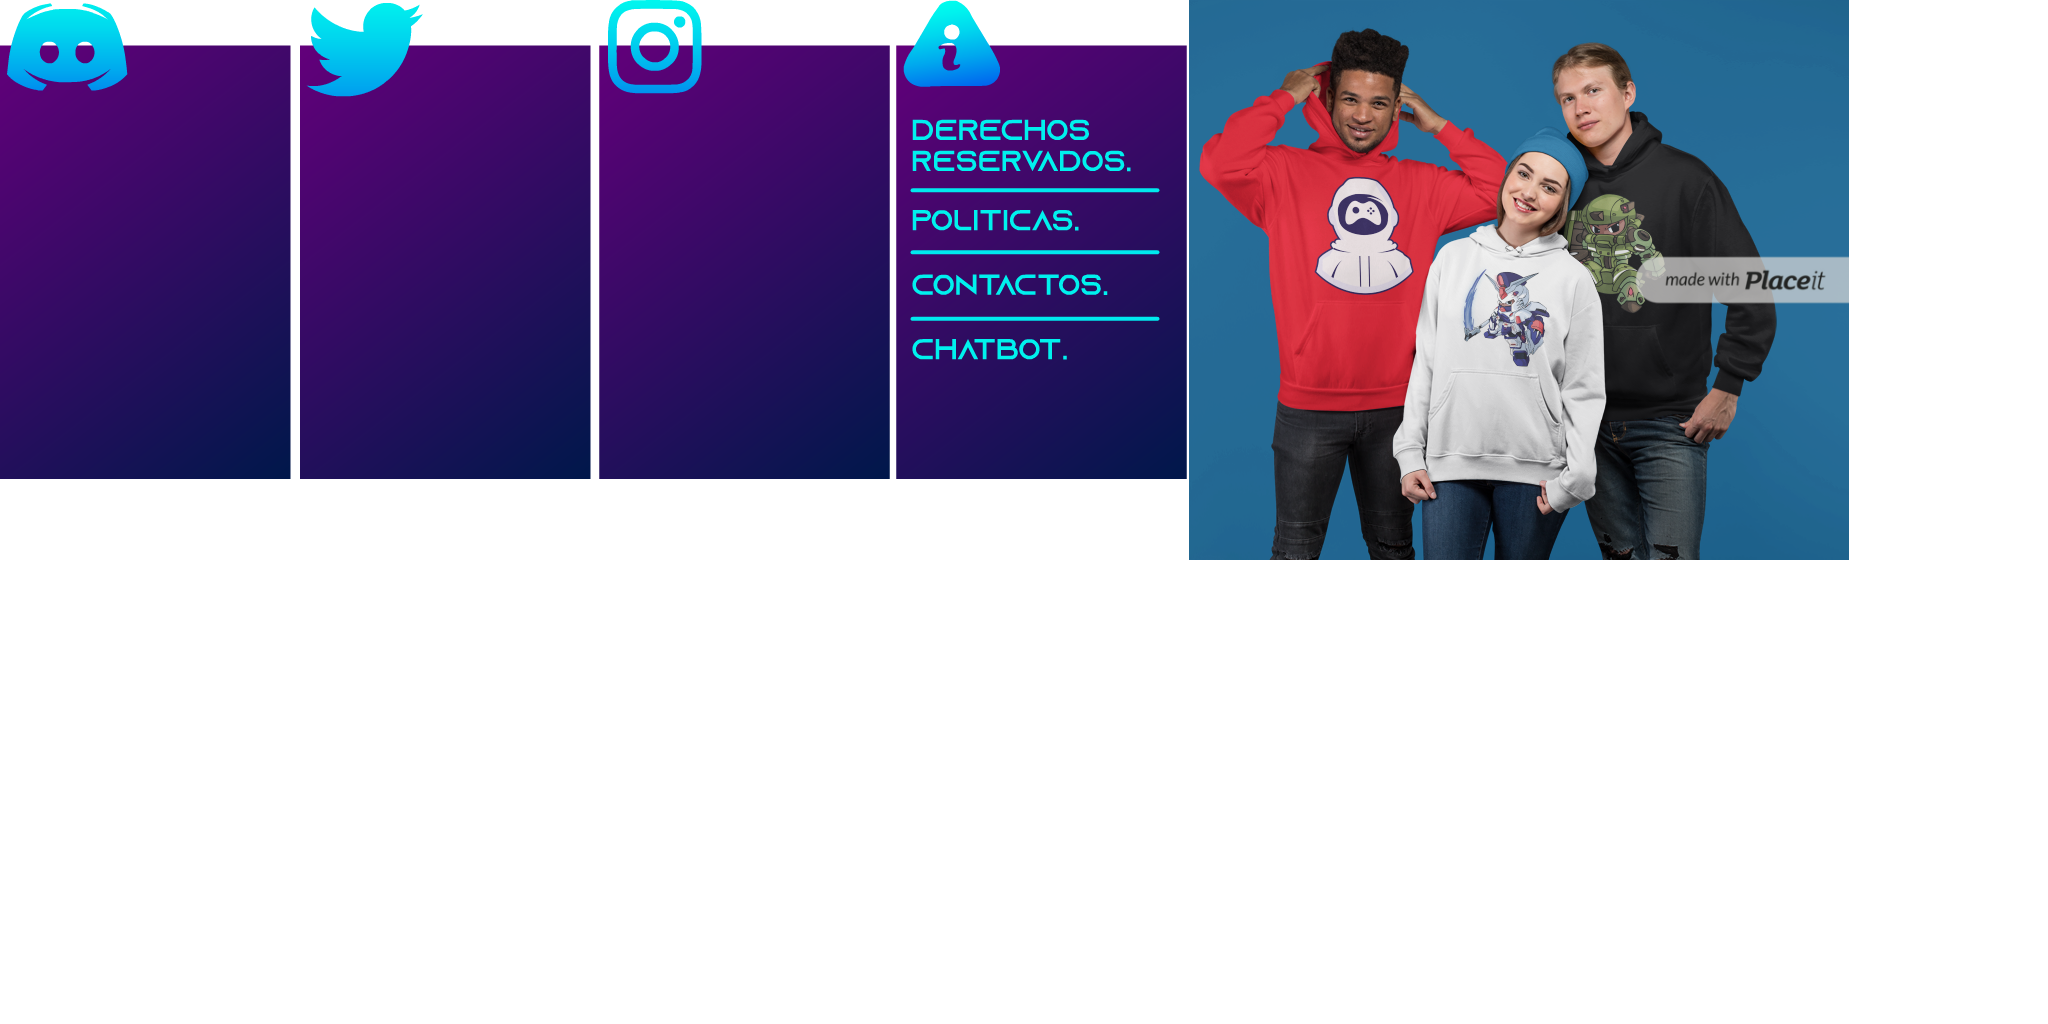 DERECHOS
RESERVADOS.
POLITICAS.
CONTACTOS.
CHATBOT.
made with Placeit